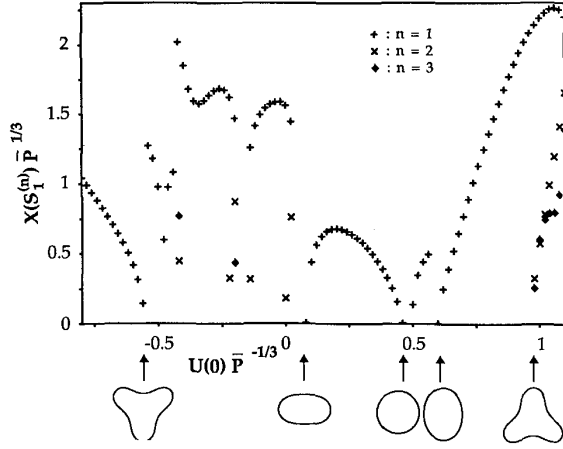 2
1.5
1
0.5
0
-0.5
0
0.5
1
+ : n = 1
× : n = 2
♦ : n = 3
X(S₁⁽ⁿ⁾) P̄ ^1/3
U(0) P̄ ^-1/3